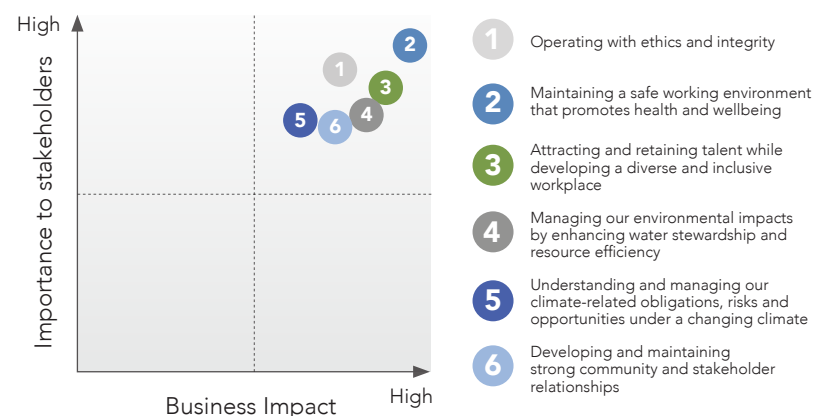 High
Importance to stakeholders
2
1
3
4
5
6
Business Impact
High
1
Operating with ethics and integrity
2
Maintaining a safe working environment
that promotes health and wellbeing
3
Attracting and retaining talent while
developing a diverse and inclusive
workplace
4
Managing our environmental impacts
by enhancing water stewardship and
resource efficiency
5
Understanding and managing our
climate-related obligations, risks and
opportunities under a changing climate
6
Developing and maintaining
strong community and stakeholder
relationships